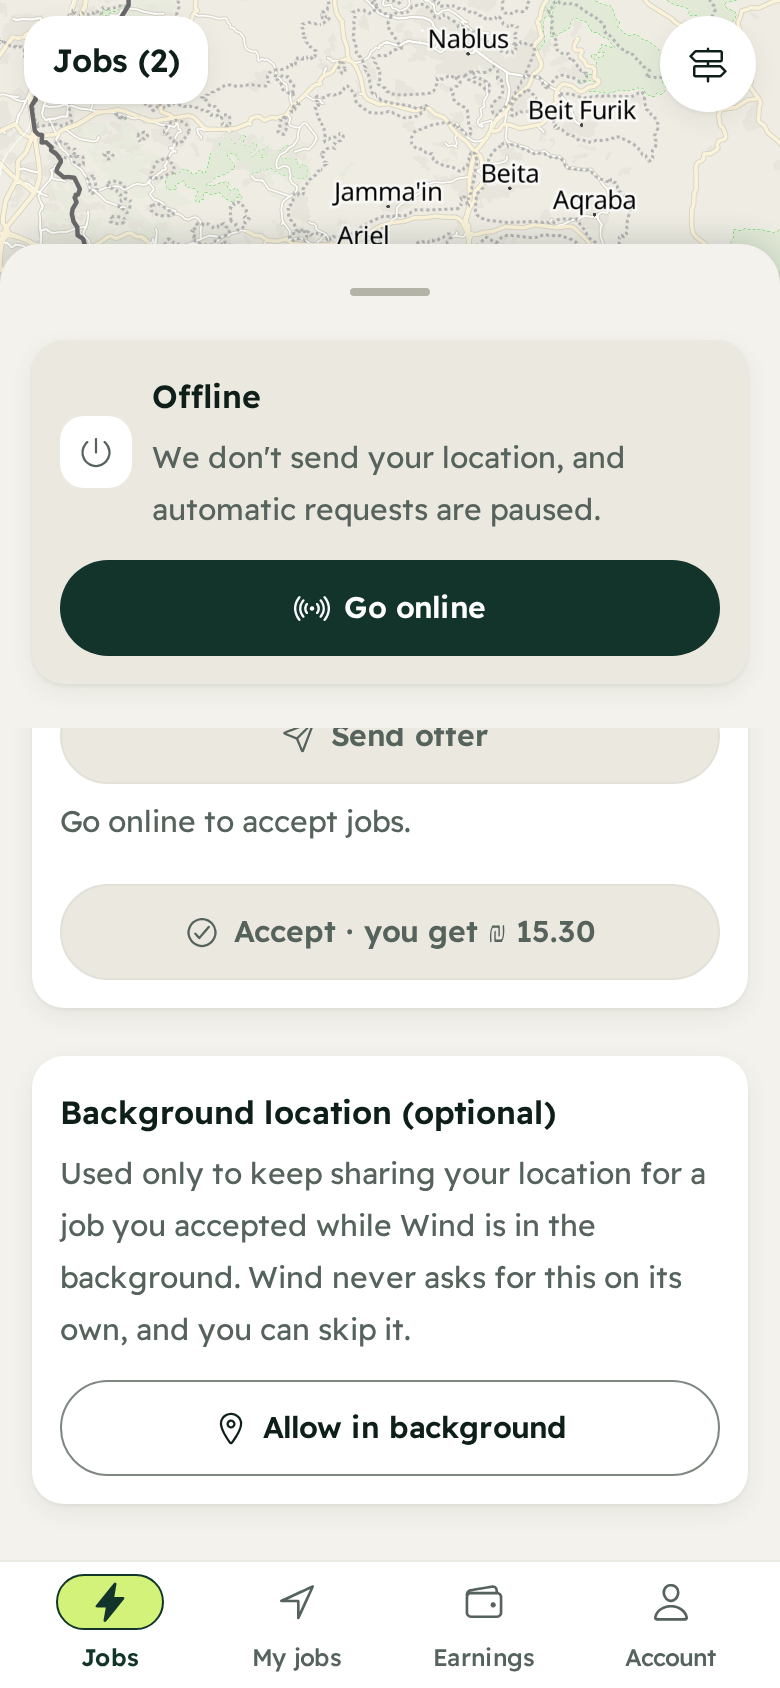 Jobs (2)
Nablus
Beit Furik
Beita
Jamma'in
Aqraba
Ariel
Offline
We don't send your location, and
automatic requests are paused.
Go online
Send offer
Go online to accept jobs.
Accept · you get ₪ 15.30
Background location (optional)
Used only to keep sharing your location for a
job you accepted while Wind is in the
background. Wind never asks for this on its
own, and you can skip it.
Allow in background
Jobs
My jobs
Earnings
Account